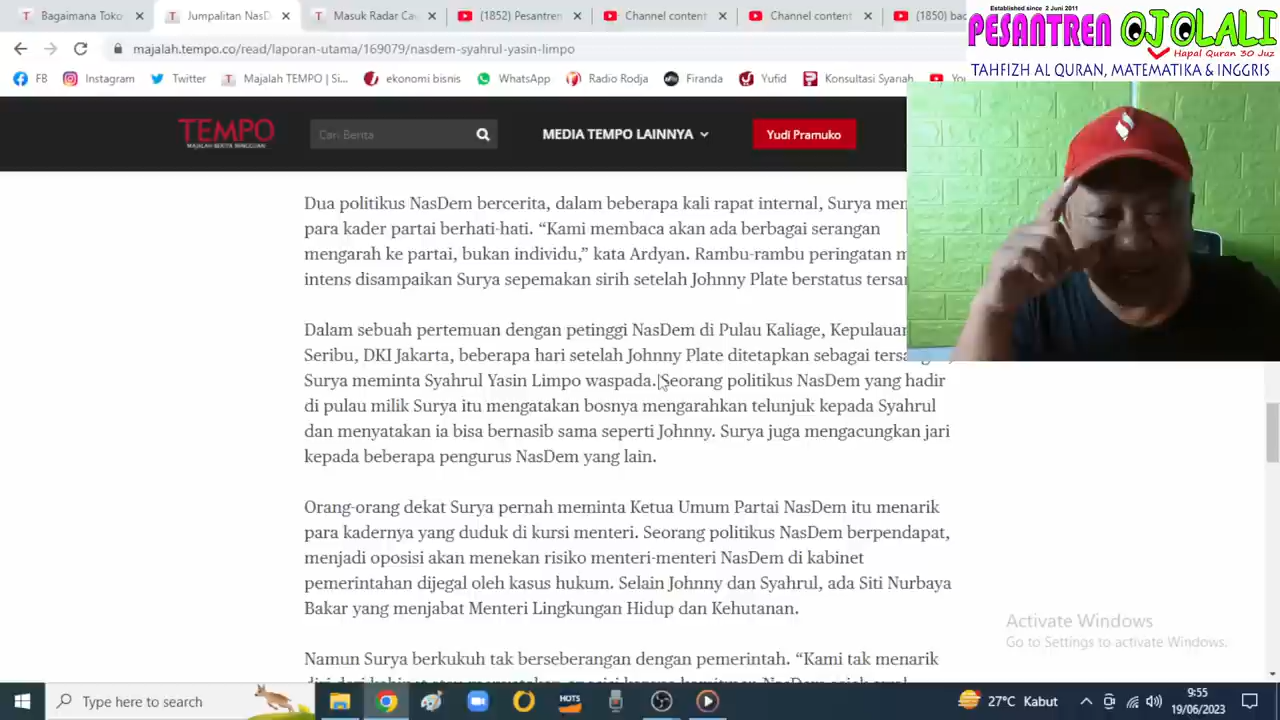 Bagaimana Toko
Jumpalitan NasD
Majalah Radar Ca
(1852) Pesantren
Channel content
Channel content
(1850) bac
Established since 2 Juni 2011
PESANTREN OJOLALI
Hapal Quran 30 Juz
TAHFIZH AL QURAN, MATEMATIKA & INGGRIS
majalah.tempo.co/read/laporan-utama/169079/nasdem-syahrul-yasin-limpo
FB
Instagram
Twitter
Majalah TEMPO | Si...
ekonomi bisnis
WhatsApp
Radio Rodja
Firanda
Yufid
Konsultasi Syariah
TEMPO
MAJALAH BERITA MINGGUAN
Cari Berita
MEDIA TEMPO LAINNYA
Yudi Pramuko
Dua politikus NasDem bercerita, dalam beberapa kali rapat internal, Surya men
para kader partai berhati-hati. “Kami membaca akan ada berbagai serangan
mengarah ke partai, bukan individu,” kata Ardyan. Rambu-rambu peringatan m
intens disampaikan Surya sepemakan sirih setelah Johnny Plate berstatus tersan
Dalam sebuah pertemuan dengan petinggi NasDem di Pulau Kaliage, Kepulauan
Seribu, DKI Jakarta, beberapa hari setelah Johnny Plate ditetapkan sebagai tersangka,
Surya meminta Syahrul Yasin Limpo waspada. Seorang politikus NasDem yang hadir
di pulau milik Surya itu mengatakan bosnya mengarahkan telunjuk kepada Syahrul
dan menyatakan ia bisa bernasib sama seperti Johnny. Surya juga mengacungkan jari
kepada beberapa pengurus NasDem yang lain.
Orang-orang dekat Surya pernah meminta Ketua Umum Partai NasDem itu menarik
para kadernya yang duduk di kursi menteri. Seorang politikus NasDem berpendapat,
menjadi oposisi akan menekan risiko menteri-menteri NasDem di kabinet
pemerintahan dijegal oleh kasus hukum. Selain Johnny dan Syahrul, ada Siti Nurbaya
Bakar yang menjabat Menteri Lingkungan Hidup dan Kehutanan.
Activate Windows
Go to Settings to activate Windows.
Namun Surya berkukuh tak berseberangan dengan pemerintah. “Kami tak menarik
Type here to search
HOTS
27°C Kabut
9:55
19/06/2023